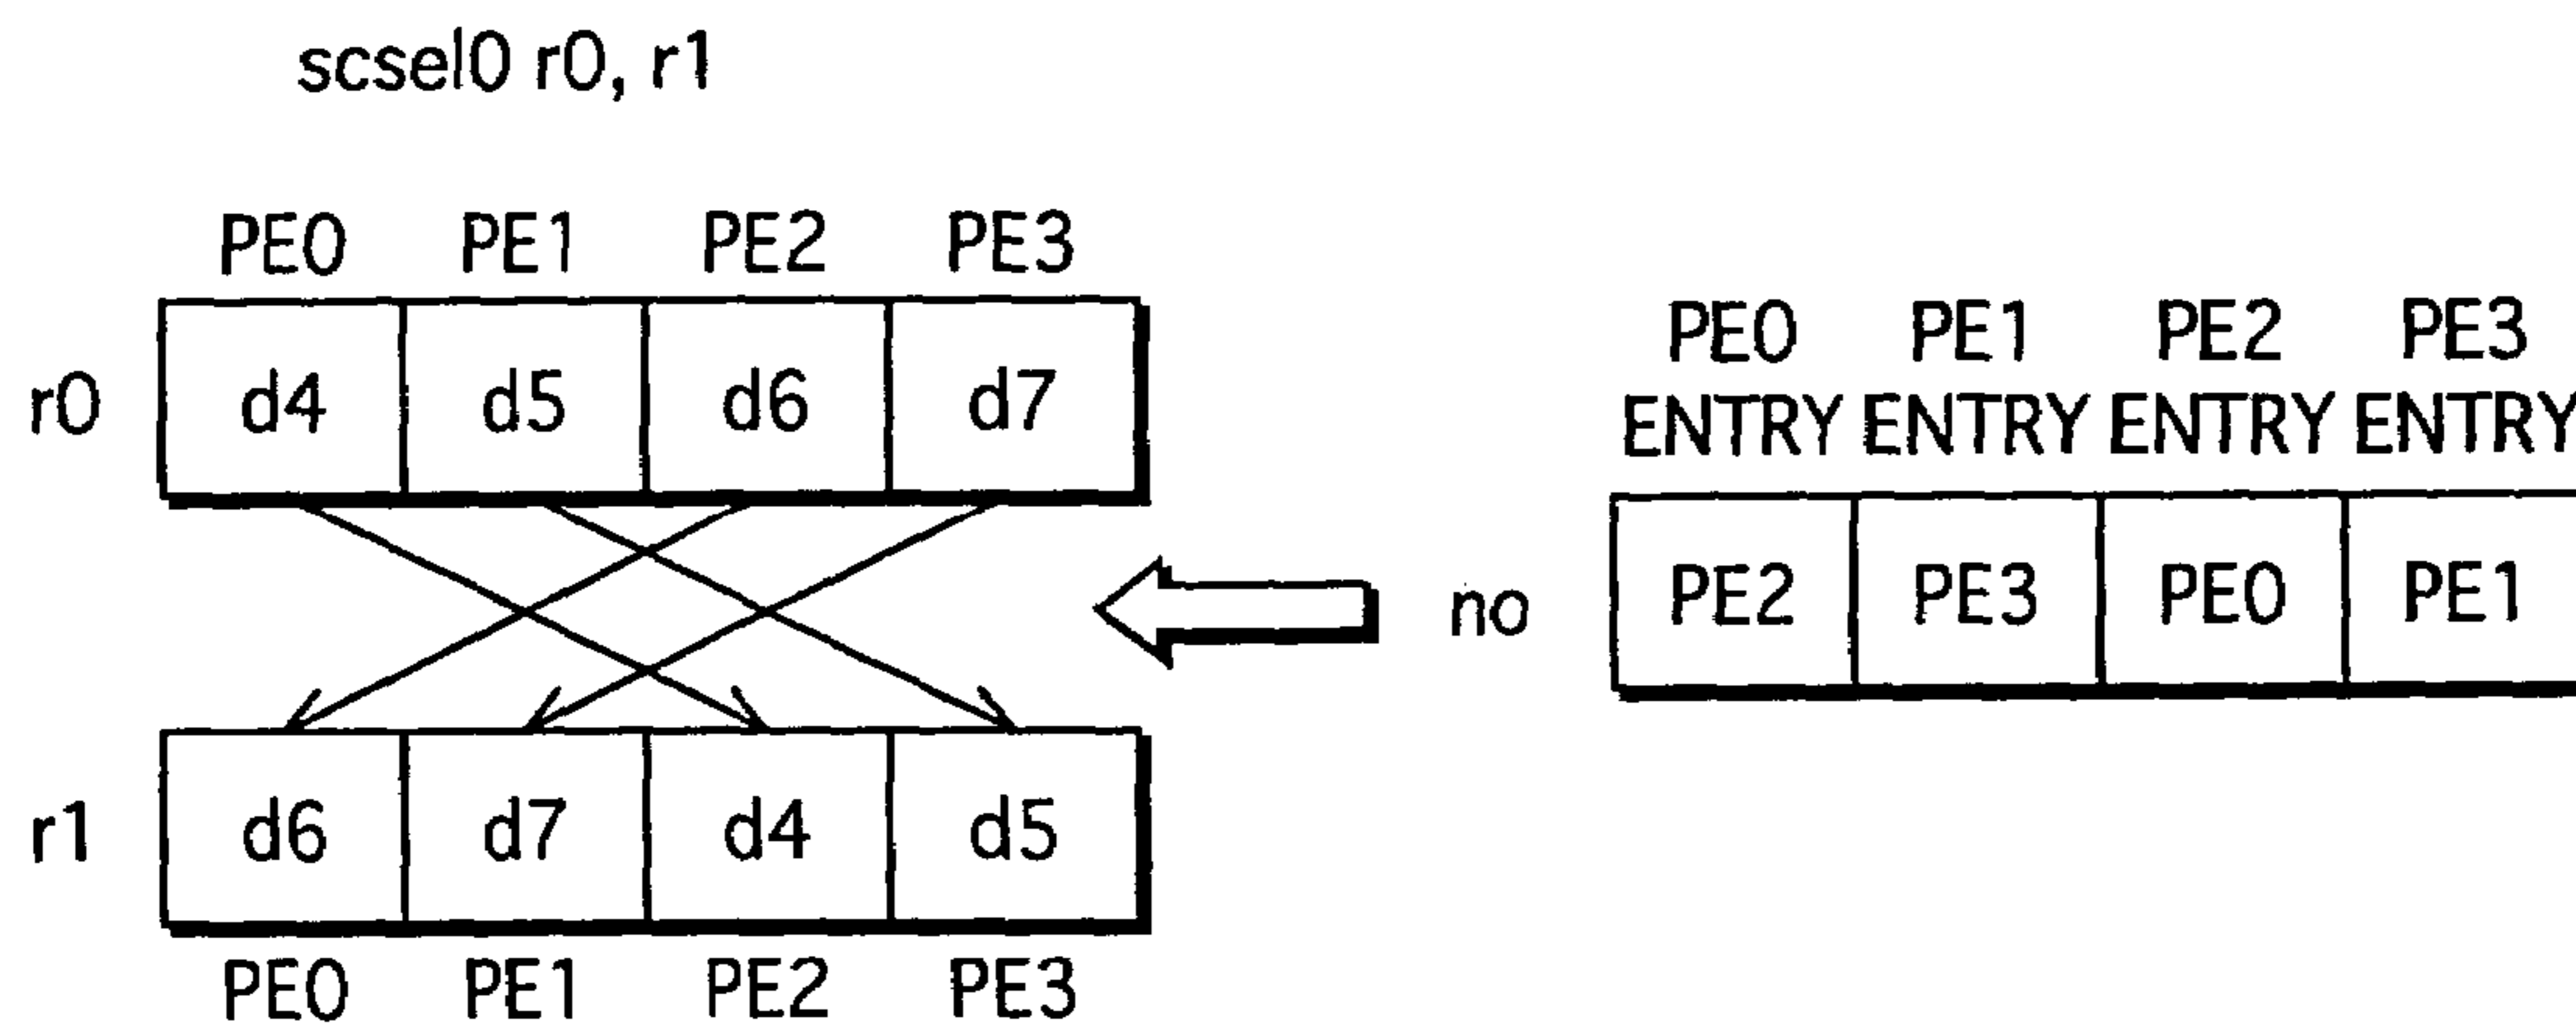 scsel0 r0, r1
PE0 PE1 PE2 PE3
r0 d4 d5 d6 d7
PE0 PE1 PE2 PE3
ENTRY ENTRY ENTRY ENTRY
no PE2 PE3 PE0 PE1
r1 d6 d7 d4 d5
PE0 PE1 PE2 PE3